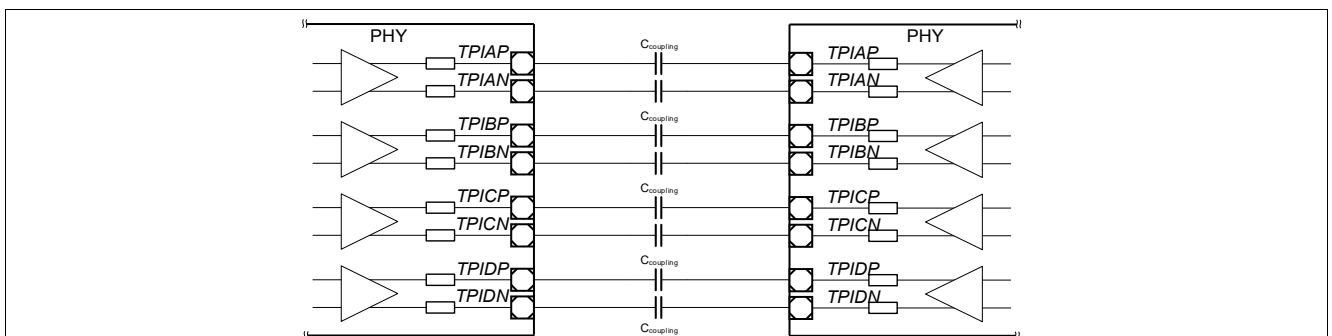 PHY PHY
TPIAP Ccoupling TPIAP
TPIAN TPIAN
TPIBP Ccoupling TPIBP
TPIBN TPIBN
TPICP Ccoupling TPICP
TPICN TPICN
TPIDP Ccoupling TPIDP
TPIDN TPIDN
Ccoupling